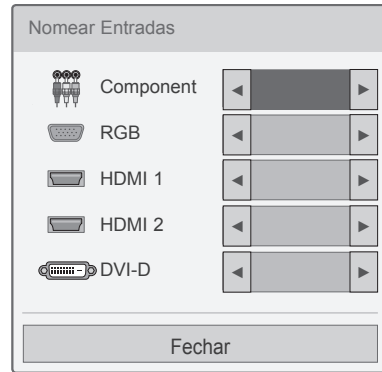 Nomear Entradas
Component
RGB
HDMI 1
HDMI 2
DVI-D
Fechar